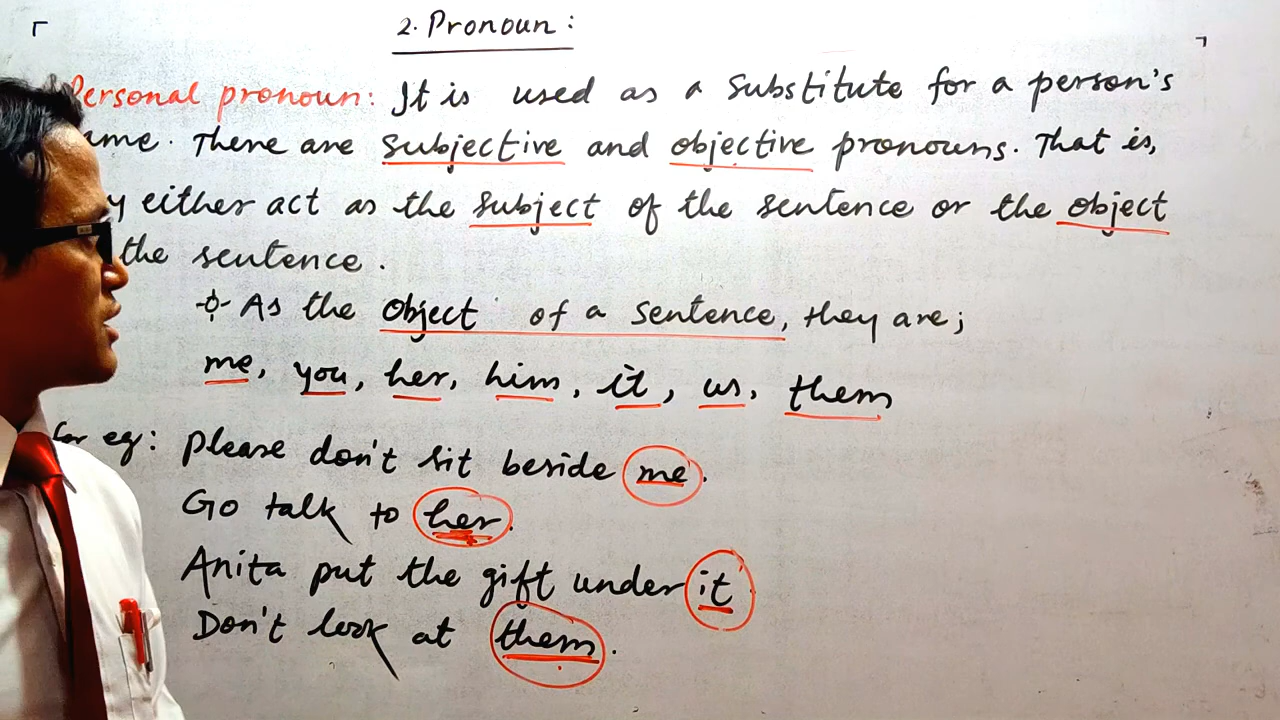 2. Pronoun:
Personal pronoun: It is used as a substitute for a person's
ame. There are subjective and objective pronouns. That is,
y either act as the subject of the sentence or the object
the sentence.
As the object of a sentence, they are;
me, you, her, him, it, us, them
for eg: please don't sit beside me.
Go talk to her.
Anita put the gift under it
Don't look at them.